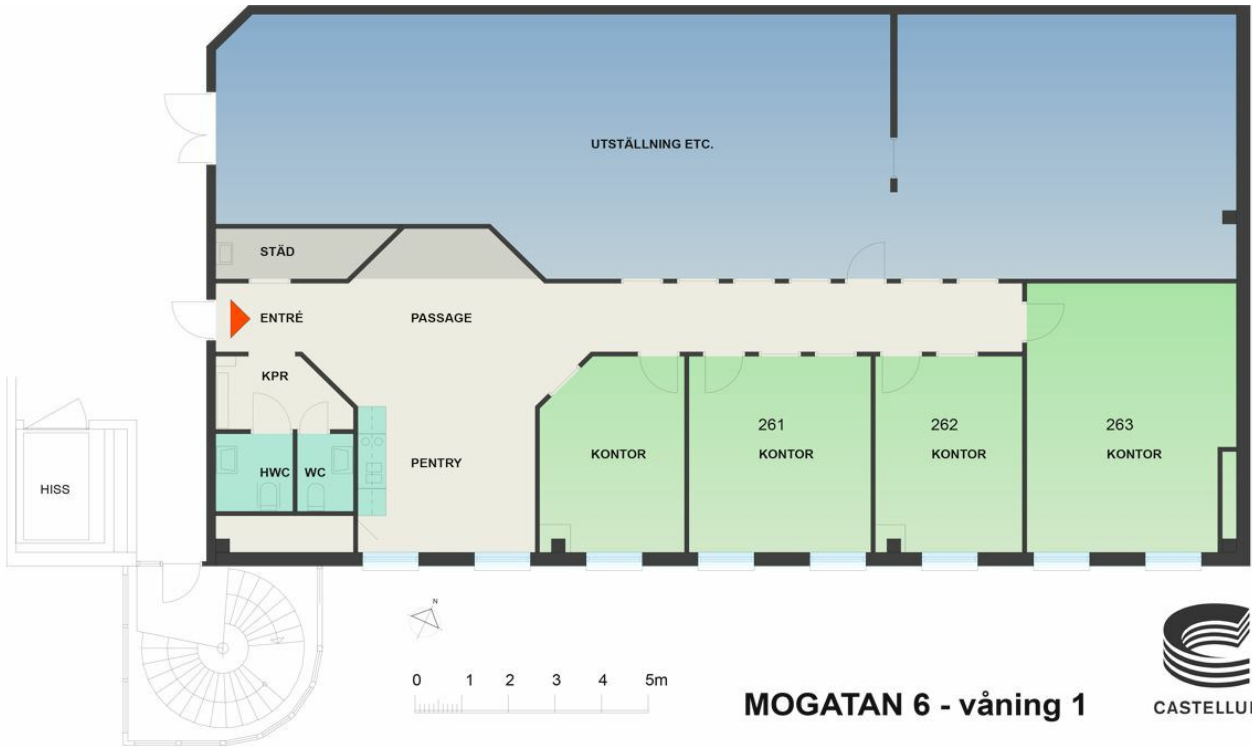 UTSTÄLLNING ETC.
STÄD
ENTRÉ
PASSAGE
KPR
261
262
263
KONTOR
KONTOR
KONTOR
KONTOR
HWC
WC
PENTRY
HISS
N
0 1 2 3 4 5m
MOGATAN 6 - våning 1
CASTELLU